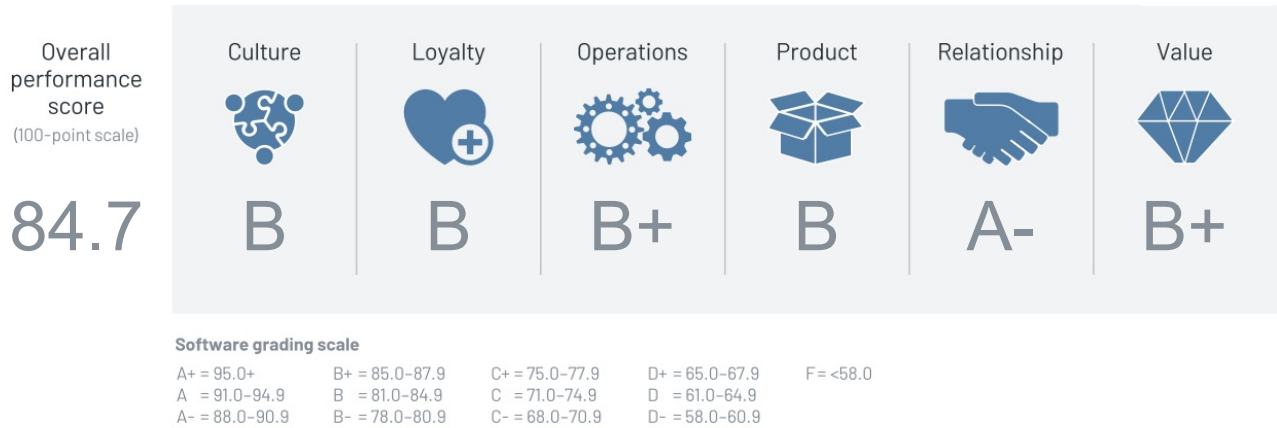 Overall
performance
score
(100-point scale)
84.7
Culture
B
Loyalty
B
Operations
B+
Product
B
Relationship
A-
Value
B+
Software grading scale
A+ = 95.0+
A = 91.0-94.9
A- = 88.0-90.9
B+ = 85.0-87.9
B = 81.0-84.9
B- = 78.0-80.9
C+ = 75.0-77.9
C = 71.0-74.9
C- = 68.0-70.9
D+ = 65.0-67.9
D = 61.0-64.9
D- = 58.0-60.9
F = <58.0